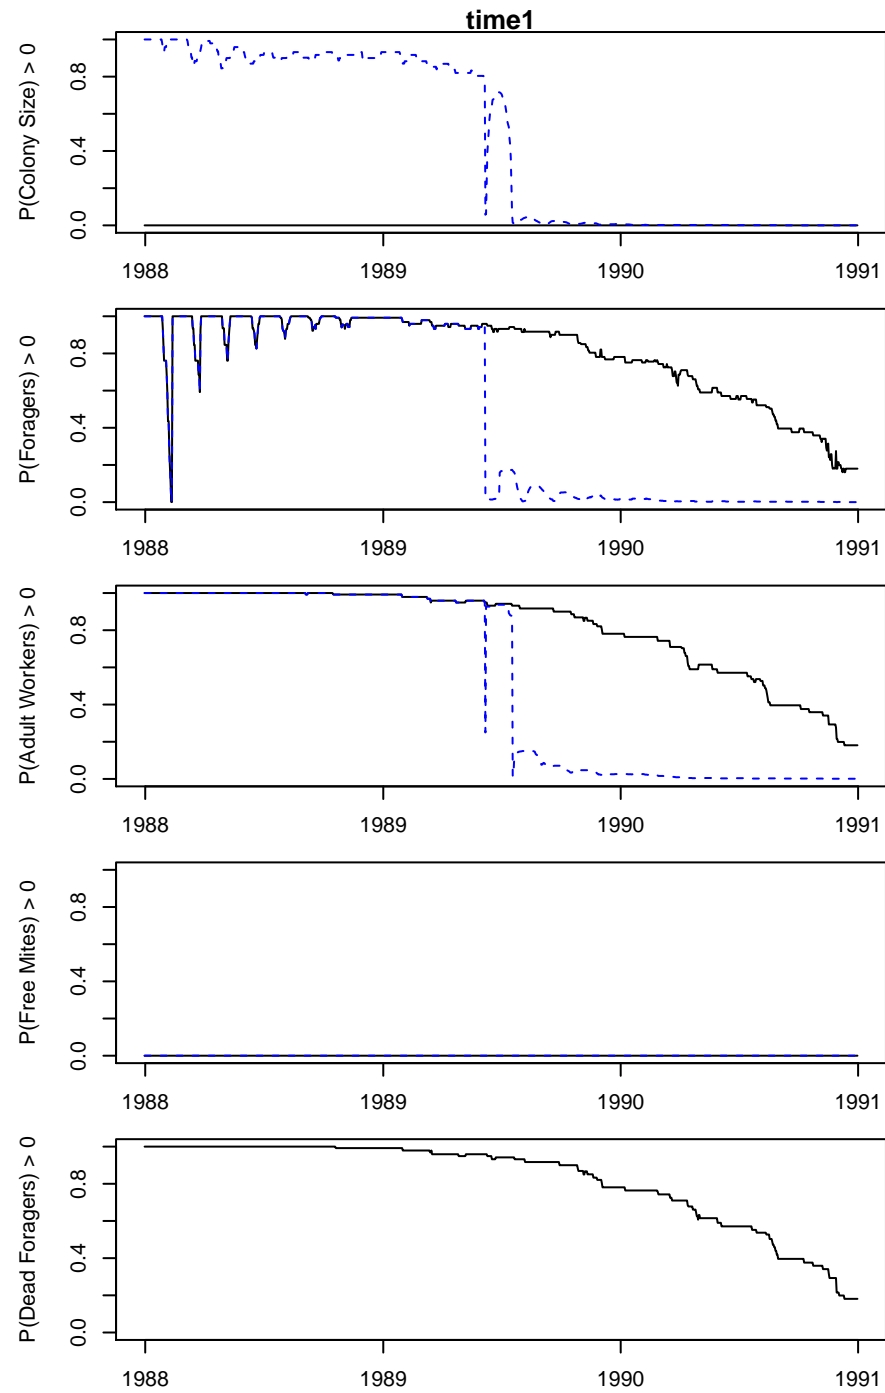 time1
P(Colony Size) > 0
0.0 0.4 0.8
1988 1989 1990 1991
P(Foragers) > 0
0.0 0.4 0.8
1988 1989 1990 1991
P(Adult Workers) > 0
0.0 0.4 0.8
1988 1989 1990 1991
P(Free Mites) > 0
0.0 0.4 0.8
1988 1989 1990 1991
P(Dead Foragers) > 0
0.0 0.4 0.8
1988 1989 1990 1991